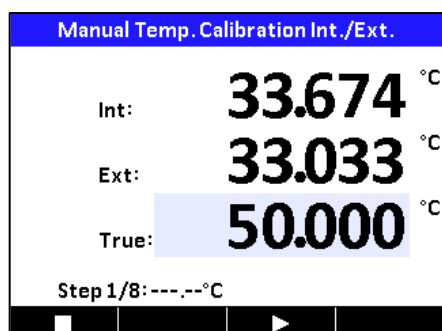 Manual Temp. Calibration Int./Ext.
Int: 33.674 °C
Ext: 33.033 °C
True: 50.000 °C
Step 1/8:---.--°C